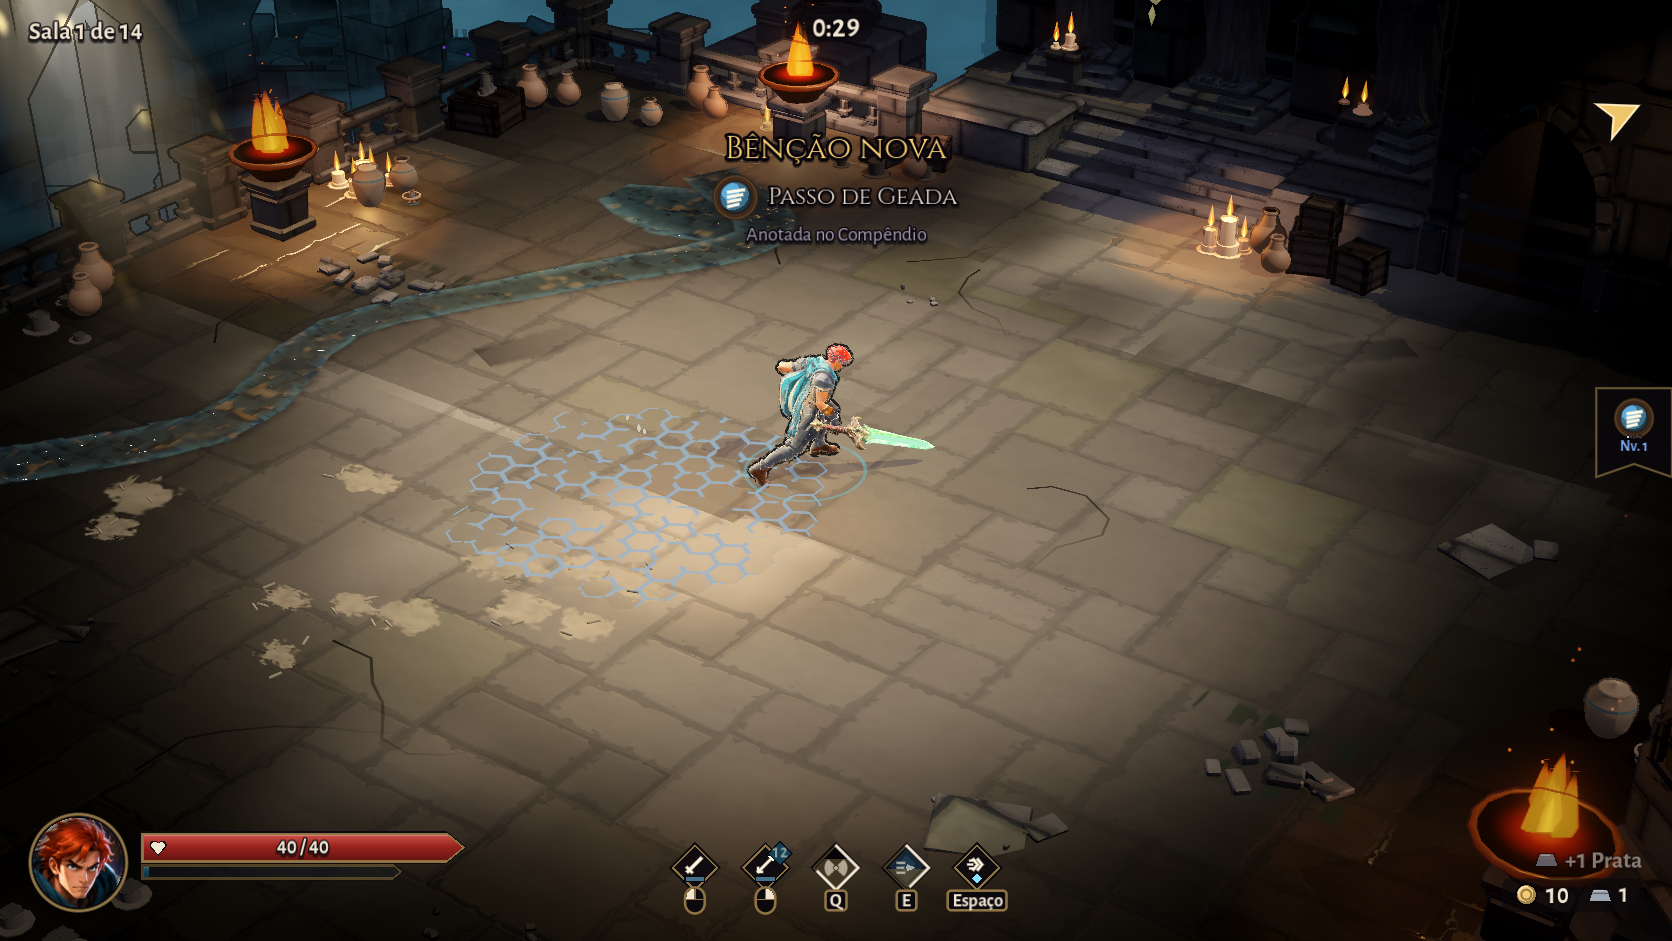 Sala 1 de 14
0:29
Bênção nova
Passo de Geada
Anotada no Compêndio
Nv.1
40/40
12
Q
E
Espaço
+1 Prata
10
1